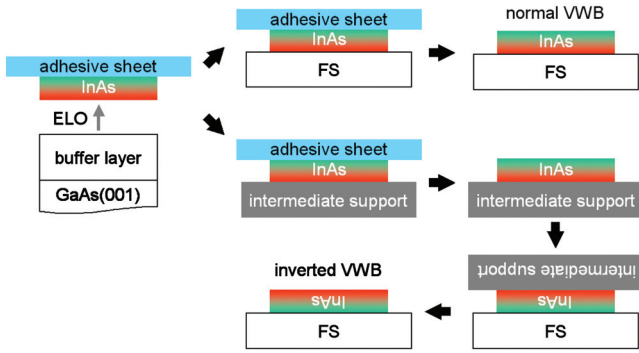 adhesive sheet
InAs
ELO
buffer layer
GaAs(001)
adhesive sheet
InAs
FS
normal VWB
InAs
FS
adhesive sheet
InAs
intermediate support
InAs
intermediate support
intermediate support
InAs
FS
inverted VWB
InAs
FS